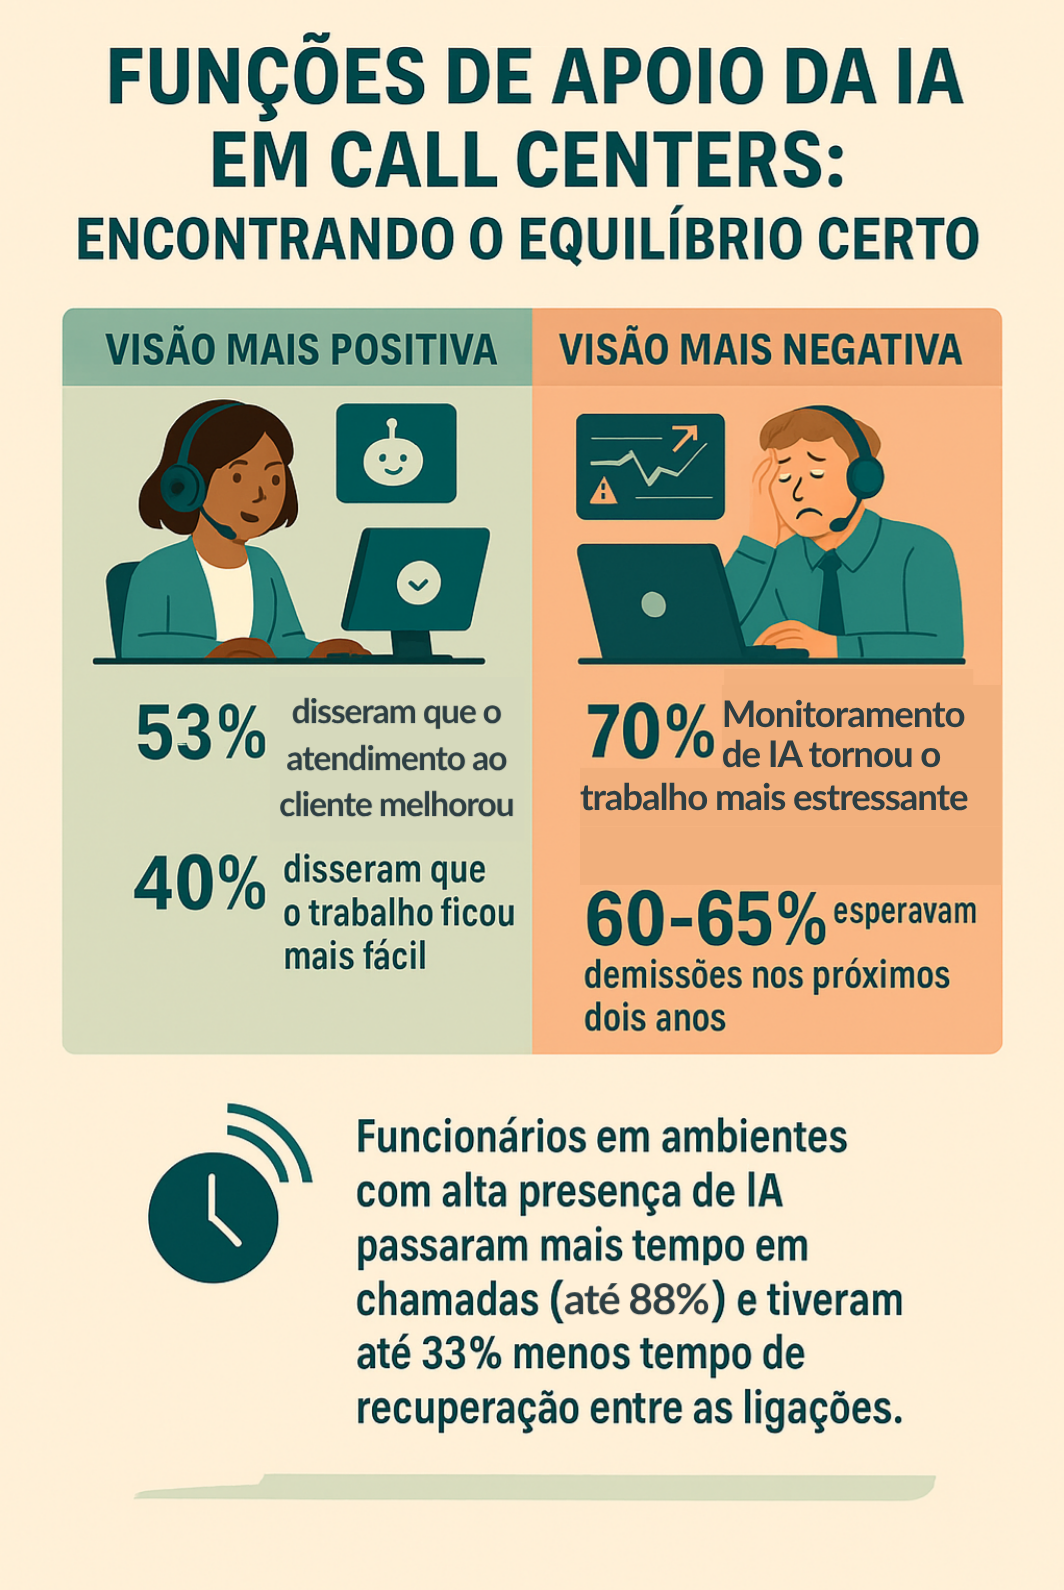 FUNÇÕES DE APOIO DA IA
EM CALL CENTERS:
ENCONTRANDO O EQUILÍBRIO CERTO
VISÃO MAIS POSITIVA
53% disseram que o
atendimento ao
cliente melhorou
40% disseram que
o trabalho ficou
mais fácil
VISÃO MAIS NEGATIVA
70% Monitoramento
de IA tornou o
trabalho mais estressante
60-65% esperavam
demissões nos próximos
dois anos
Funcionários em ambientes
com alta presença de IA
passaram mais tempo em
chamadas (até 88%) e tiveram
até 33% menos tempo de
recuperação entre as ligações.